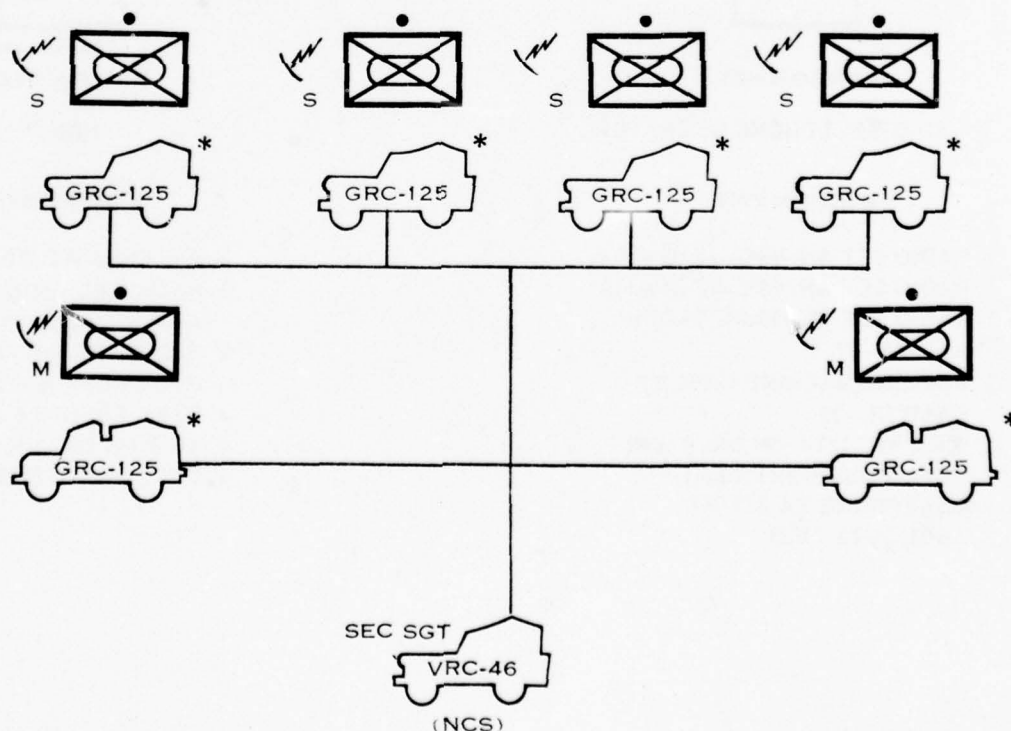 S S S S
* * * *
GRC-125 GRC-125 GRC-125 GRC-125
M M
* *
GRC-125 GRC-125
SEC SGT
VRC-46
(NCS)